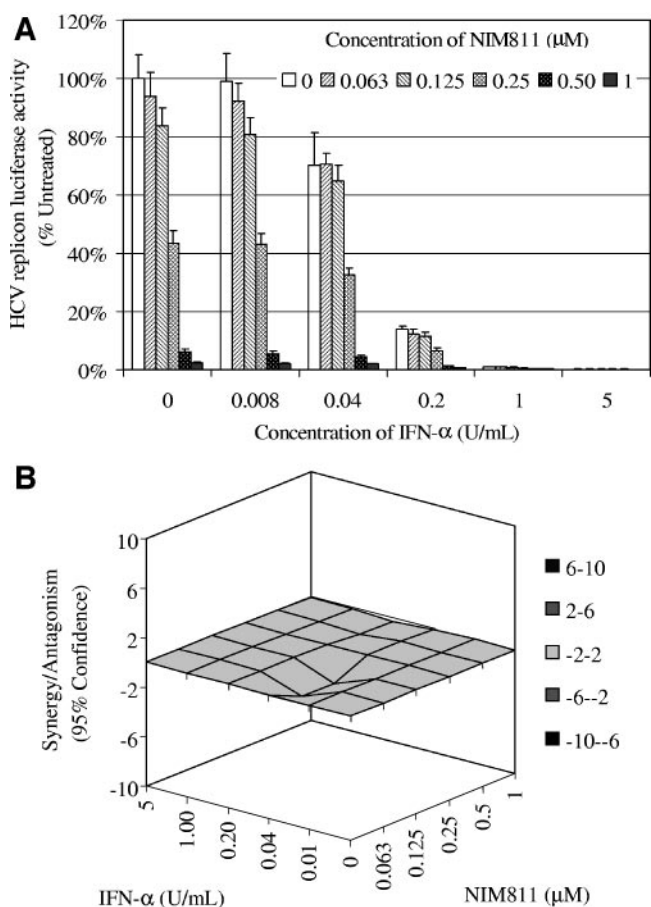 A
120%
100%
80%
60%
40%
20%
0%
HCV replicon luciferase activity
(% Untreated)
Concentration of NIM811 (μM)
0 0.063 0.125 0.25 0.50 1
0 0.008 0.04 0.2 1 5
Concentration of IFN-α (U/mL)
B
10
6
2
-2
-6
-10
Synergy/Antagonism
(95% Confidence)
6-10
2-6
-2-2
-6--2
-10--6
5 1.00 0.20 0.04 0.01 0
0.063 0.125 0.25 0.5 1
IFN-α (U/mL)
NIM811 (μM)